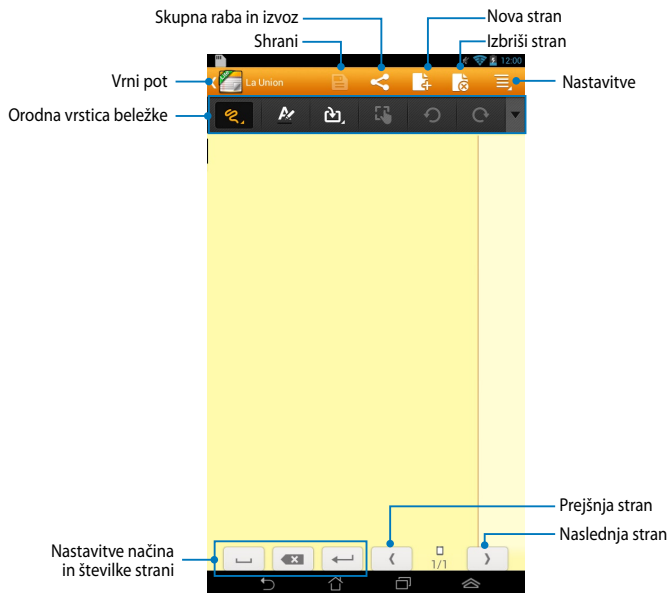 Skupna raba in izvoz
Nova stran
Shrani
Izbriši stran
12:00
Vrni pot
La Union
Nastavitve
Orodna vrstica beležke
Prejšnja stran
Naslednja stran
Nastavitve načina
in številke strani
1/1